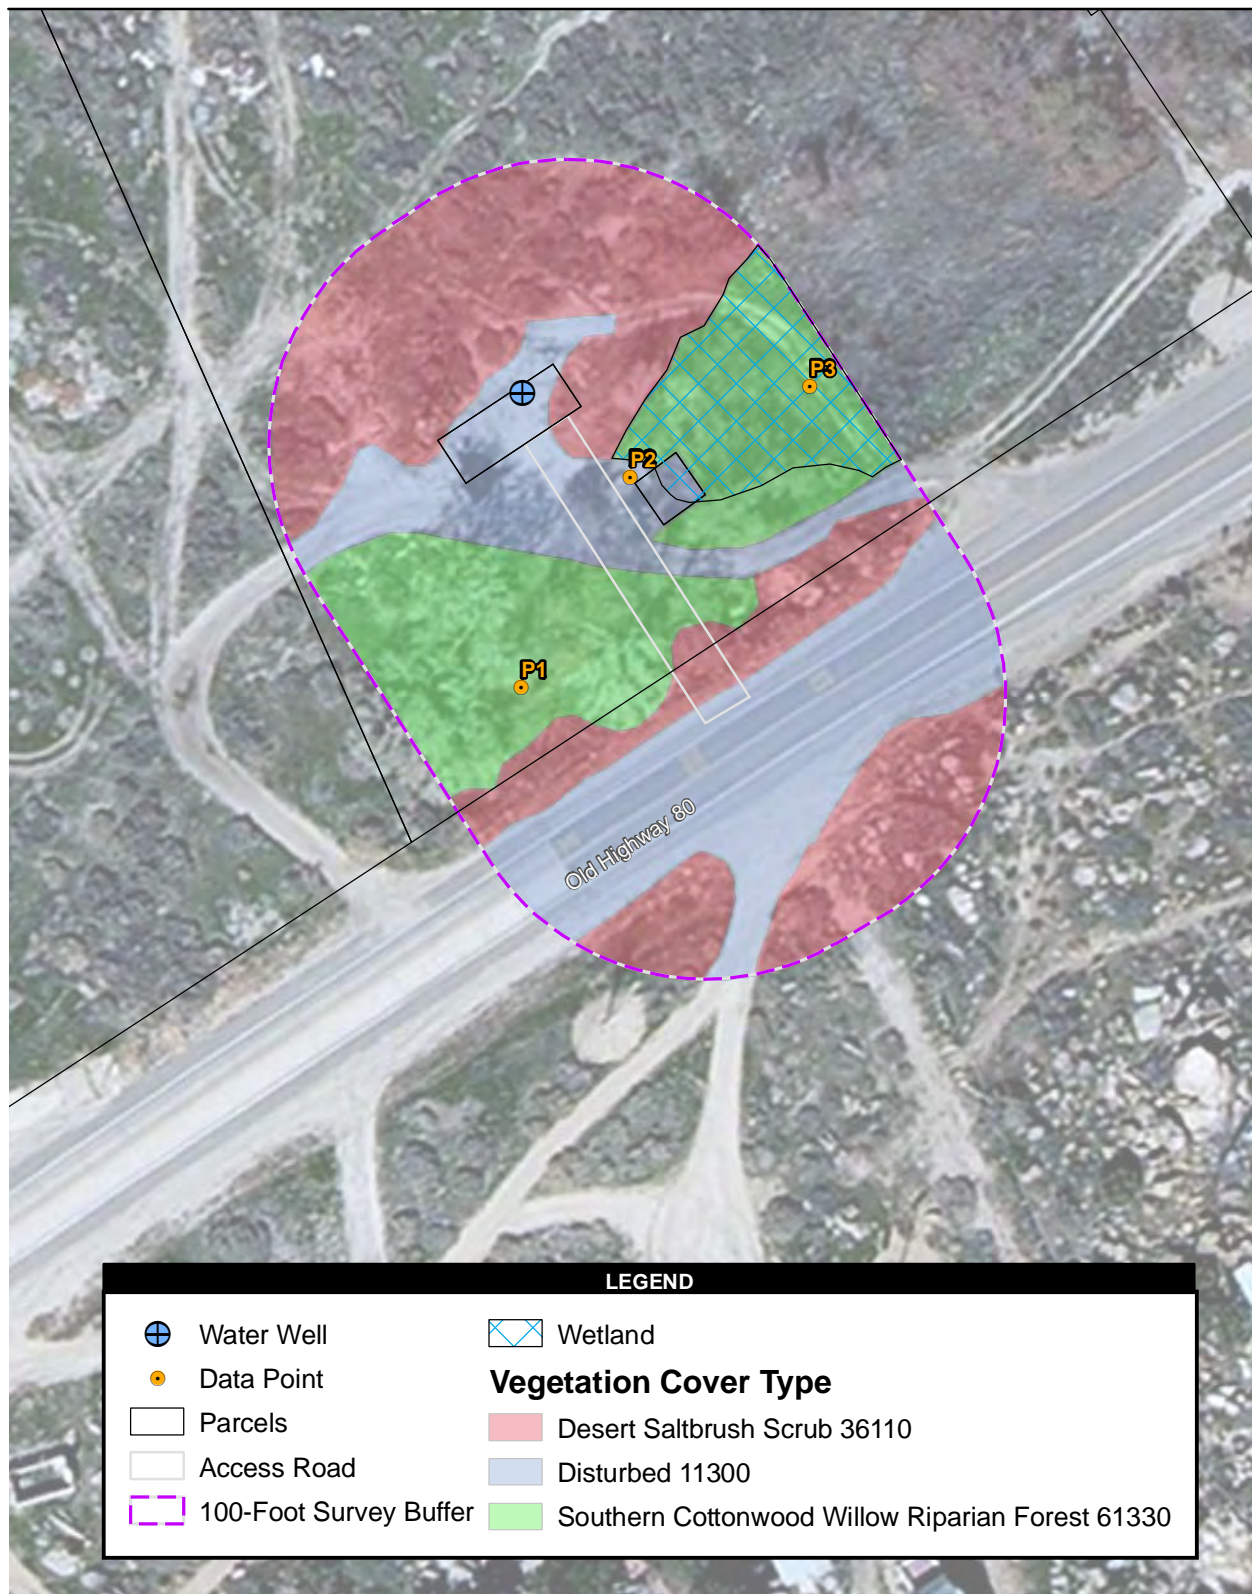 P3
P2
P1
Old Highway 80
LEGEND
Water Well
Data Point
Parcels
Access Road
100-Foot Survey Buffer
Wetland
Vegetation Cover Type
Desert Saltbrush Scrub 36110
Disturbed 11300
Southern Cottonwood Willow Riparian Forest 61330